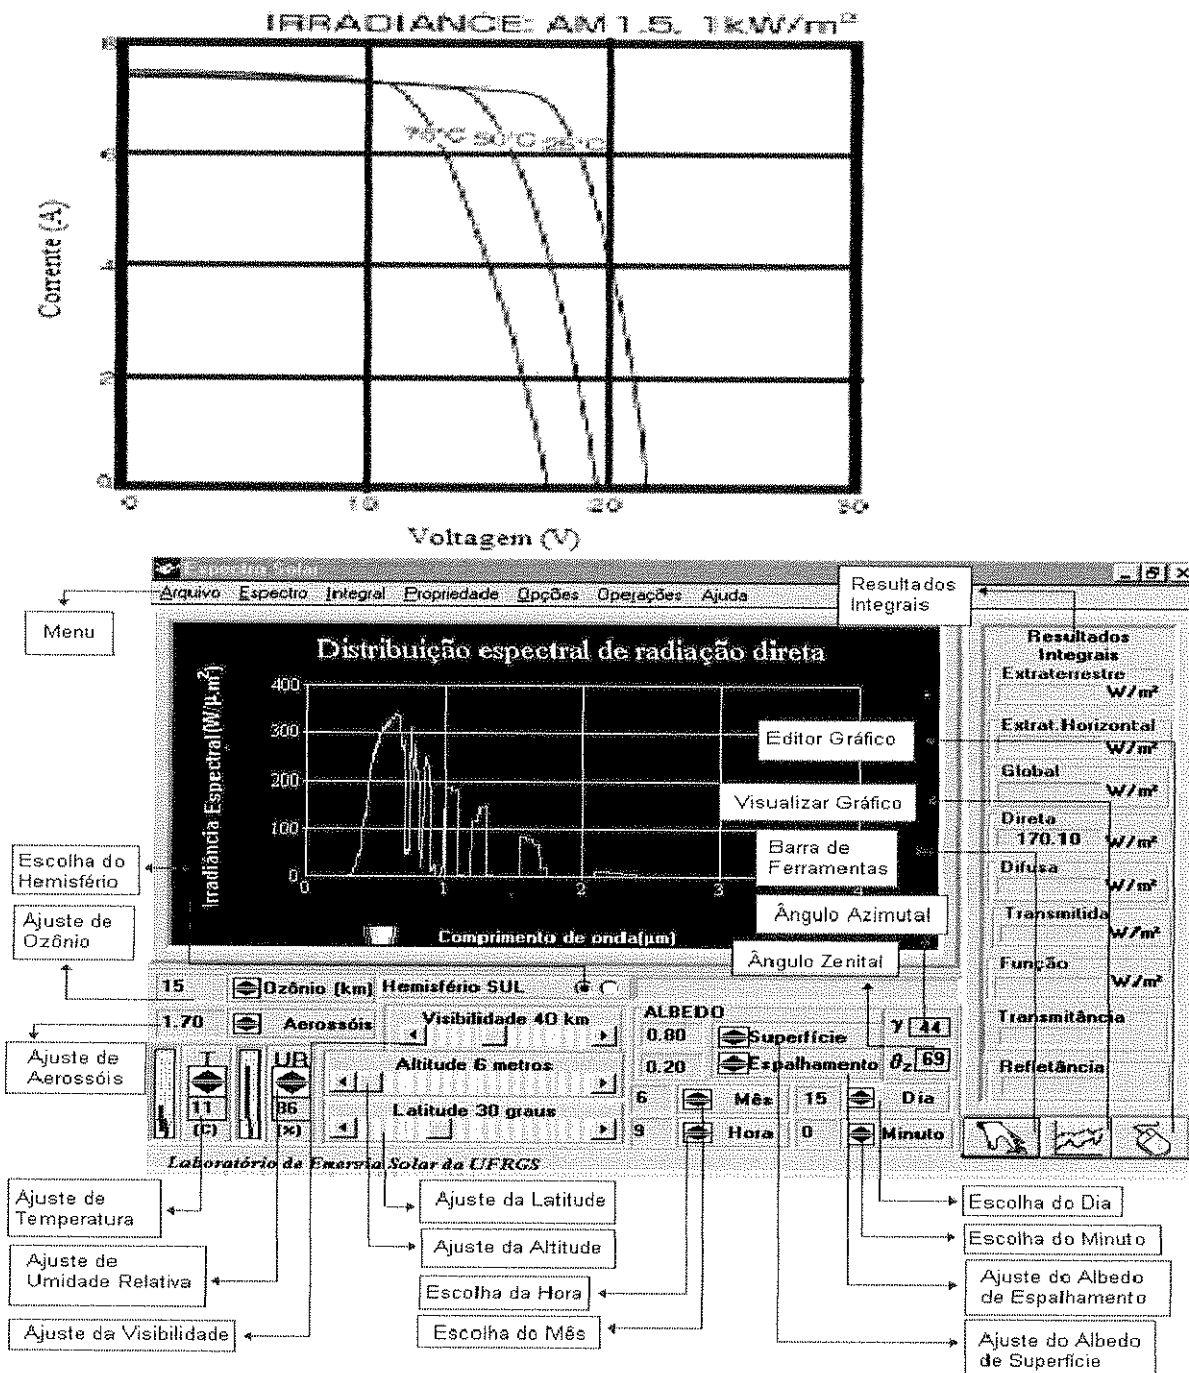 IRRADIANCE: AM 1.5, 1kW/m²
8
6
4
2
0
75°C 50°C 25°C
Corrente (A)
0 10 20 30
Voltagem (V)
Espectro Solar
Arquivo Espectro Integral Propriedade Opções Operações Ajuda
Menu
Resultados
Integrais
Distribuição espectral de radiação direta
Irradiância Espectral(W/µm²)
400
300
200
100
0
0 1 2 3 4
Comprimento de onda(µm)
Editor Gráfico
Visualizar Gráfico
Barra de
Ferramentas
Ângulo Azimutal
Ângulo Zenital
Resultados
Integrais
Extraterrestre
W/m²
Extrat.Horizontal
W/m²
Global
W/m²
Direta
170.10 W/m²
Difusa
W/m²
Transmitida
W/m²
Função
W/m²
Transmitância
Refletância
Escolha do
Hemisfério
Ajuste de
Ozônio
Ajuste de
Aerossóis
15 Ozônio (km) Hemisfério SUL
1.70 Aerossóis
Visibilidade 40 km
ALBEDO
0.80 Superfície
0.20 Espalhamento
γ 44
θz 69
T
11
(C)
UR
86
(%)
Altitude 6 metros
Latitude 30 graus
6 Mês 15 Dia
9 Hora 0 Minuto
Laboratório de Energia Solar da UFRGS
Ajuste de
Temperatura
Ajuste de
Umidade Relativa
Ajuste da Visibilidade
Ajuste da Latitude
Ajuste da Altitude
Escolha da Hora
Escolha do Mês
Escolha do Dia
Escolha do Minuto
Ajuste do Albedo
de Espalhamento
Ajuste do Albedo
de Superfície